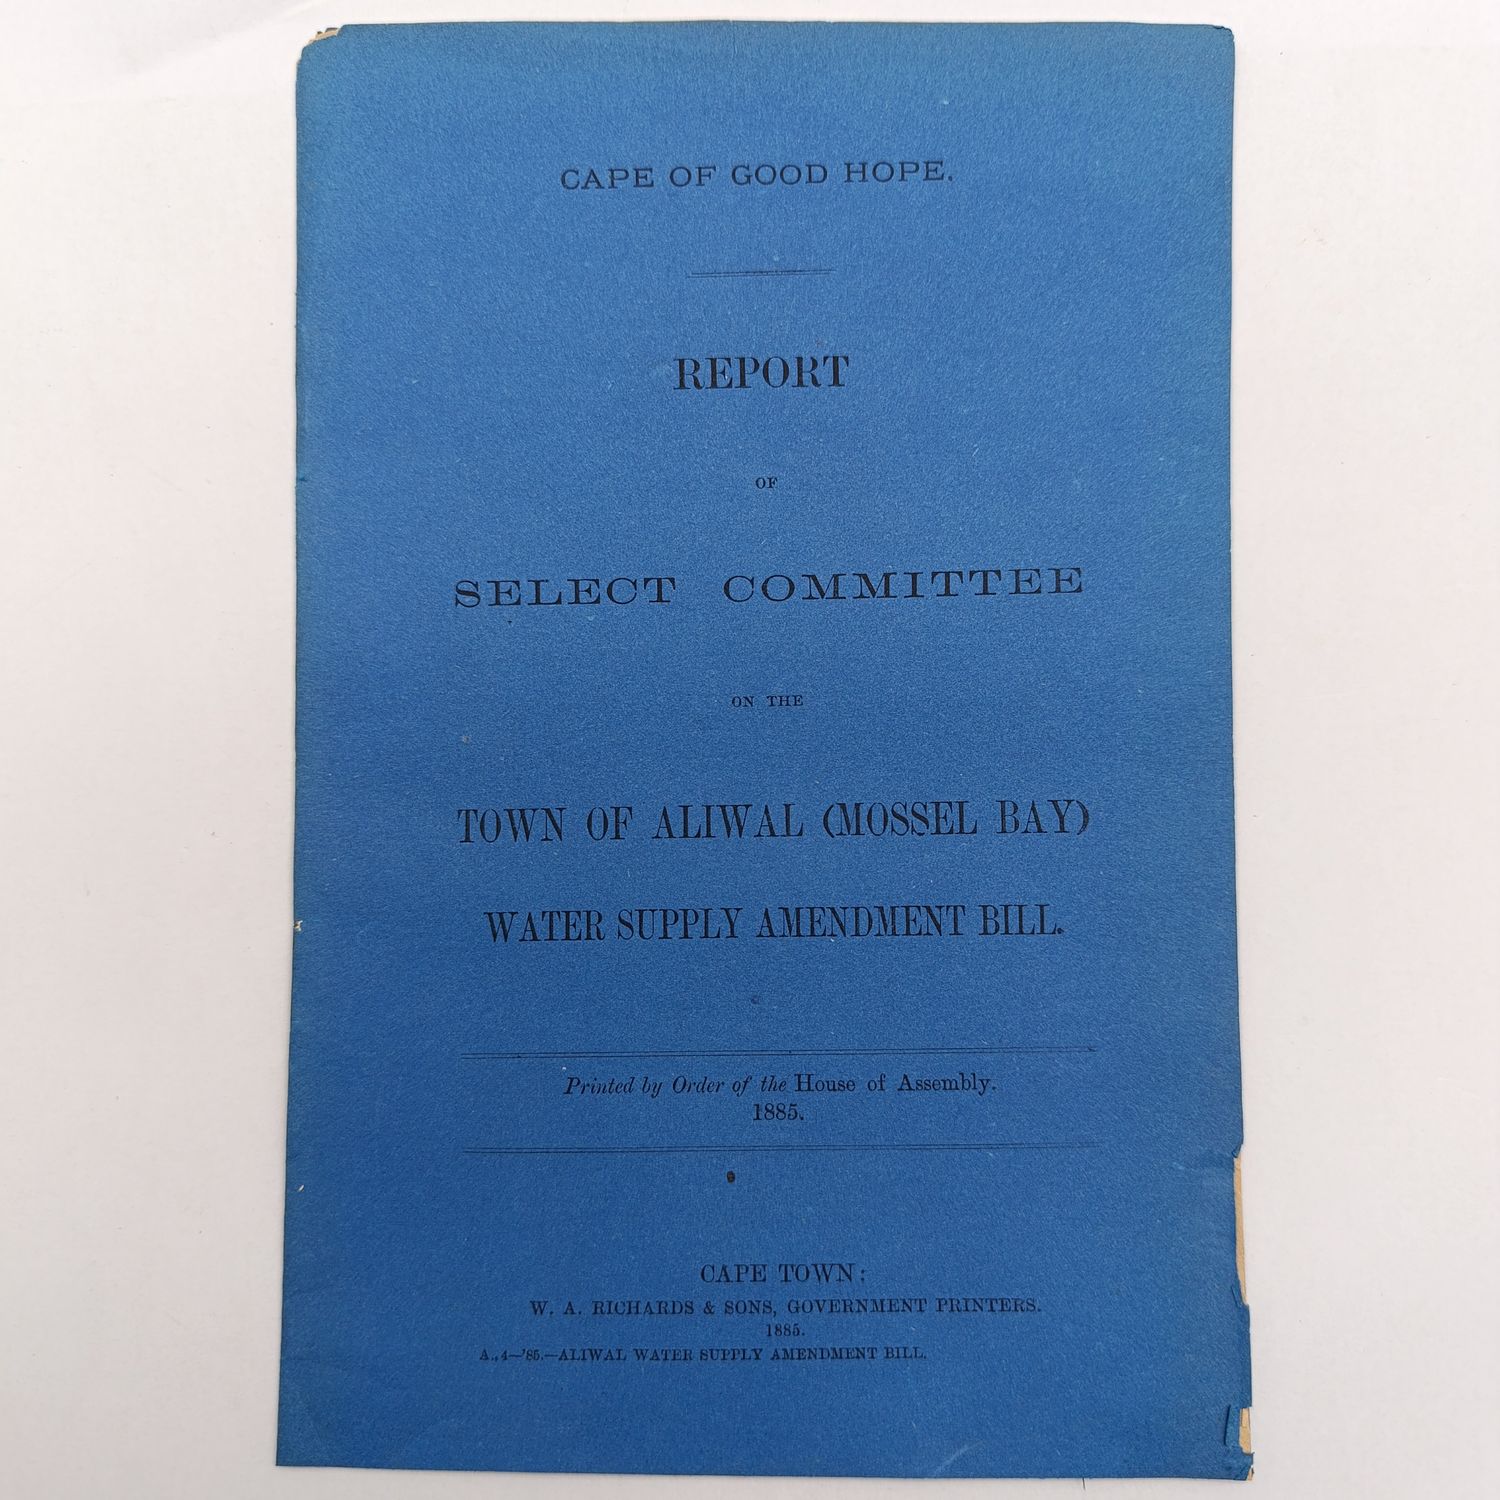 CAPE OF GOOD HOPE.
REPORT
OF
SELECT COMMITTEE
ON THE
TOWN OF ALIWAL (MOSSEL BAY)
WATER SUPPLY AMENDMENT BILL.
Printed by Order of the House of Assembly.
1885.
CAPE TOWN:
W. A. RICHARDS & SONS, GOVERNMENT PRINTERS.
1885.
A., 4—'85.—ALIWAL WATER SUPPLY AMENDMENT BILL.